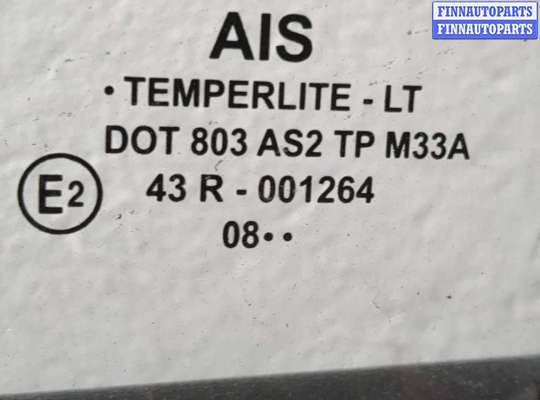 FINNAUTOPARTS
FINNAUTOPARTS
AIS
• TEMPERLITE - LT
DOT 803 AS2 TP M33A
E2
43 R - 001264
08••